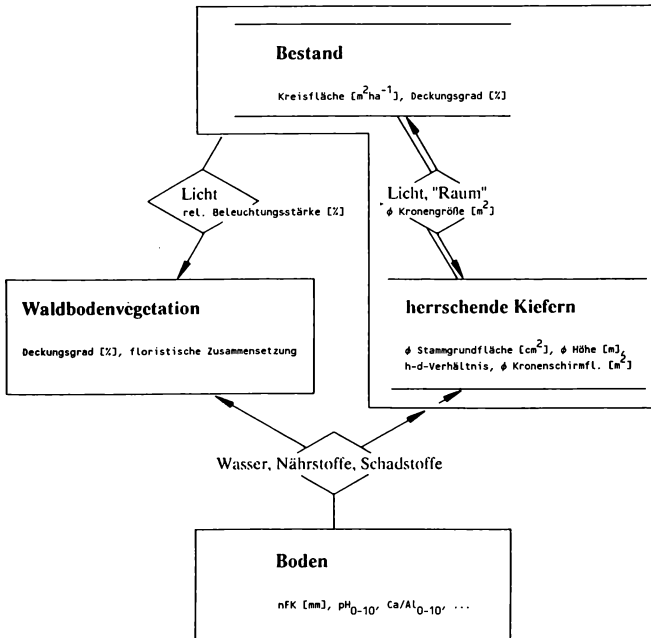 Bestand
Kreisfläche [m²ha⁻¹], Deckungsgrad [%]
Licht
rel. Beleuchtungsstärke [%]
Licht, "Raum"
ϕ Kronengröße [m²]
Waldbodenvegetation
Deckungsgrad [%], floristische Zusammensetzung
herrschende Kiefern
ϕ Stammgrundfläche [cm²], ϕ Höhe [m],
h-d-Verhältnis, ϕ Kronenschirmfl. [m²]
Wasser, Nährstoffe, Schadstoffe
Boden
nFK [mm], pH₀₋₁₀, Ca/Al₀₋₁₀, ...